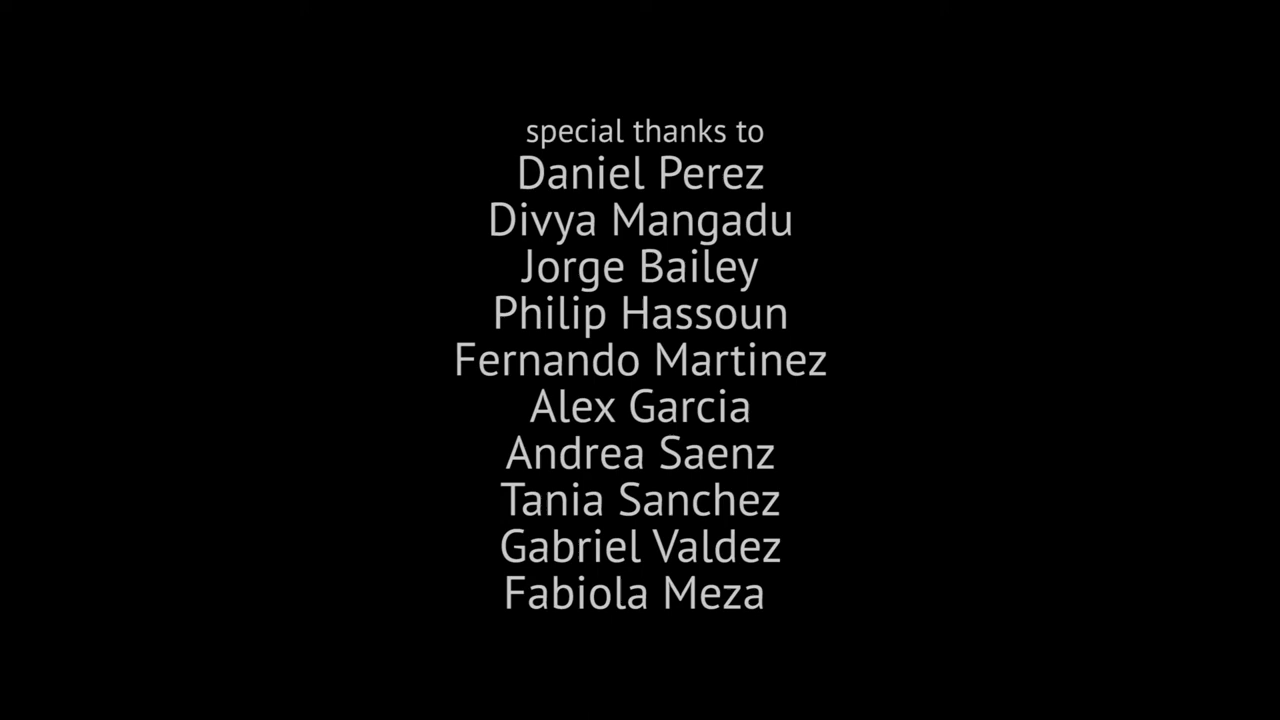 special thanks to
Daniel Perez
Divya Mangadu
Jorge Bailey
Philip Hassoun
Fernando Martinez
Alex Garcia
Andrea Saenz
Tania Sanchez
Gabriel Valdez
Fabiola Meza